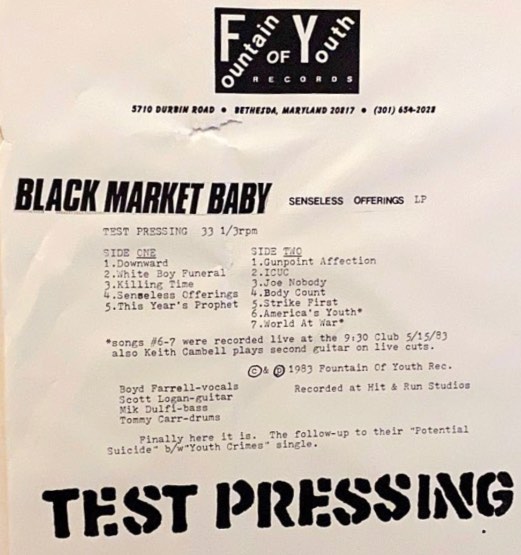 Fountain OF Youth
RECORDS
5710 DURBIN ROAD • BETHESDA, MARYLAND 20817 • (301) 654-2028
BLACK MARKET BABY SENSELESS OFFERINGS LP
TEST PRESSING 33 1/3rpm
SIDE ONE SIDE TWO
1.Downward 1.Gunpoint Affection
2.White Boy Funeral 2.ICUC
3.Killing Time 3.Joe Nobody
4.Senseless Offerings 4.Body Count
5.This Year's Prophet 5.Strike First
6.America's Youth*
7.World At War*
*songs #6-7 were recorded live at the 9:30 Club 5/15/83
also Keith Cambell plays second guitar on live cuts.
©& ℗ 1983 Fountain Of Youth Rec.
Boyd Farrell-vocals Recorded at Hit & Run Studios
Scott Logan-guitar
Mik Dulfi-bass
Tommy Carr-drums
Finally here it is. The follow-up to their "Potential
Suicide" b/w"Youth Crimes" single.
TEST PRESSING